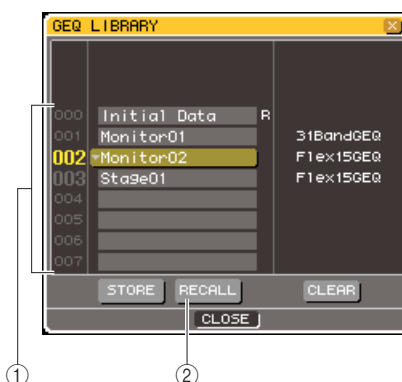 GEQ LIBRARY
000 Initial Data R
001 Monitor01 31BandGEQ
002 Monitor02 Flex15GEQ
003 Stage01 Flex15GEQ
004
005
006
007
STORE RECALL CLEAR
CLOSE
① ②